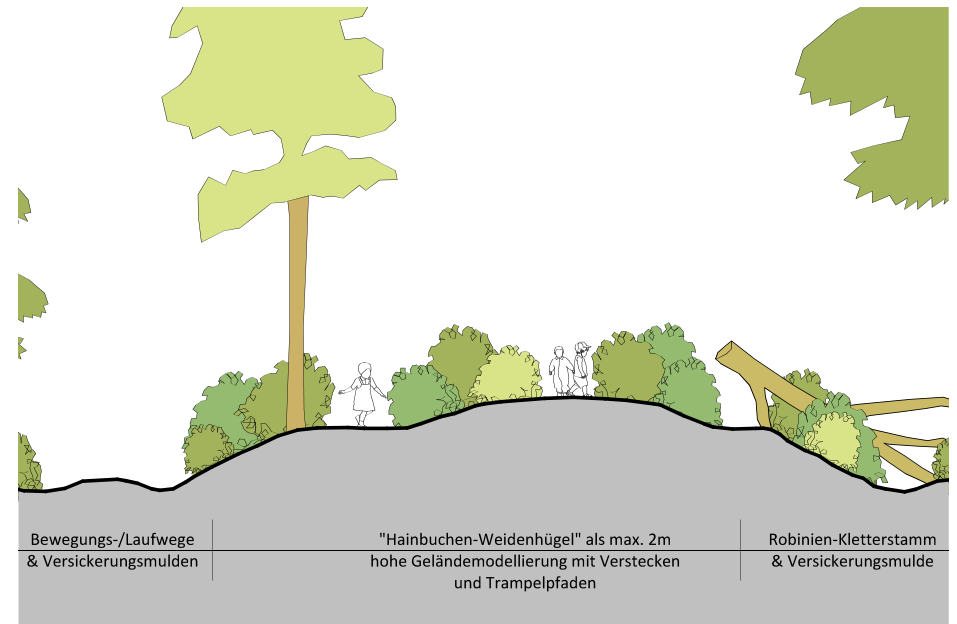 Bewegungs-/Laufwege
& Versickerungsmulden
"Hainbuchen-Weidenhügel" als max. 2m
hohe Geländemodellierung mit Verstecken
und Trampelpfaden
Robinien-Kletterstamm
& Versickerungsmulde